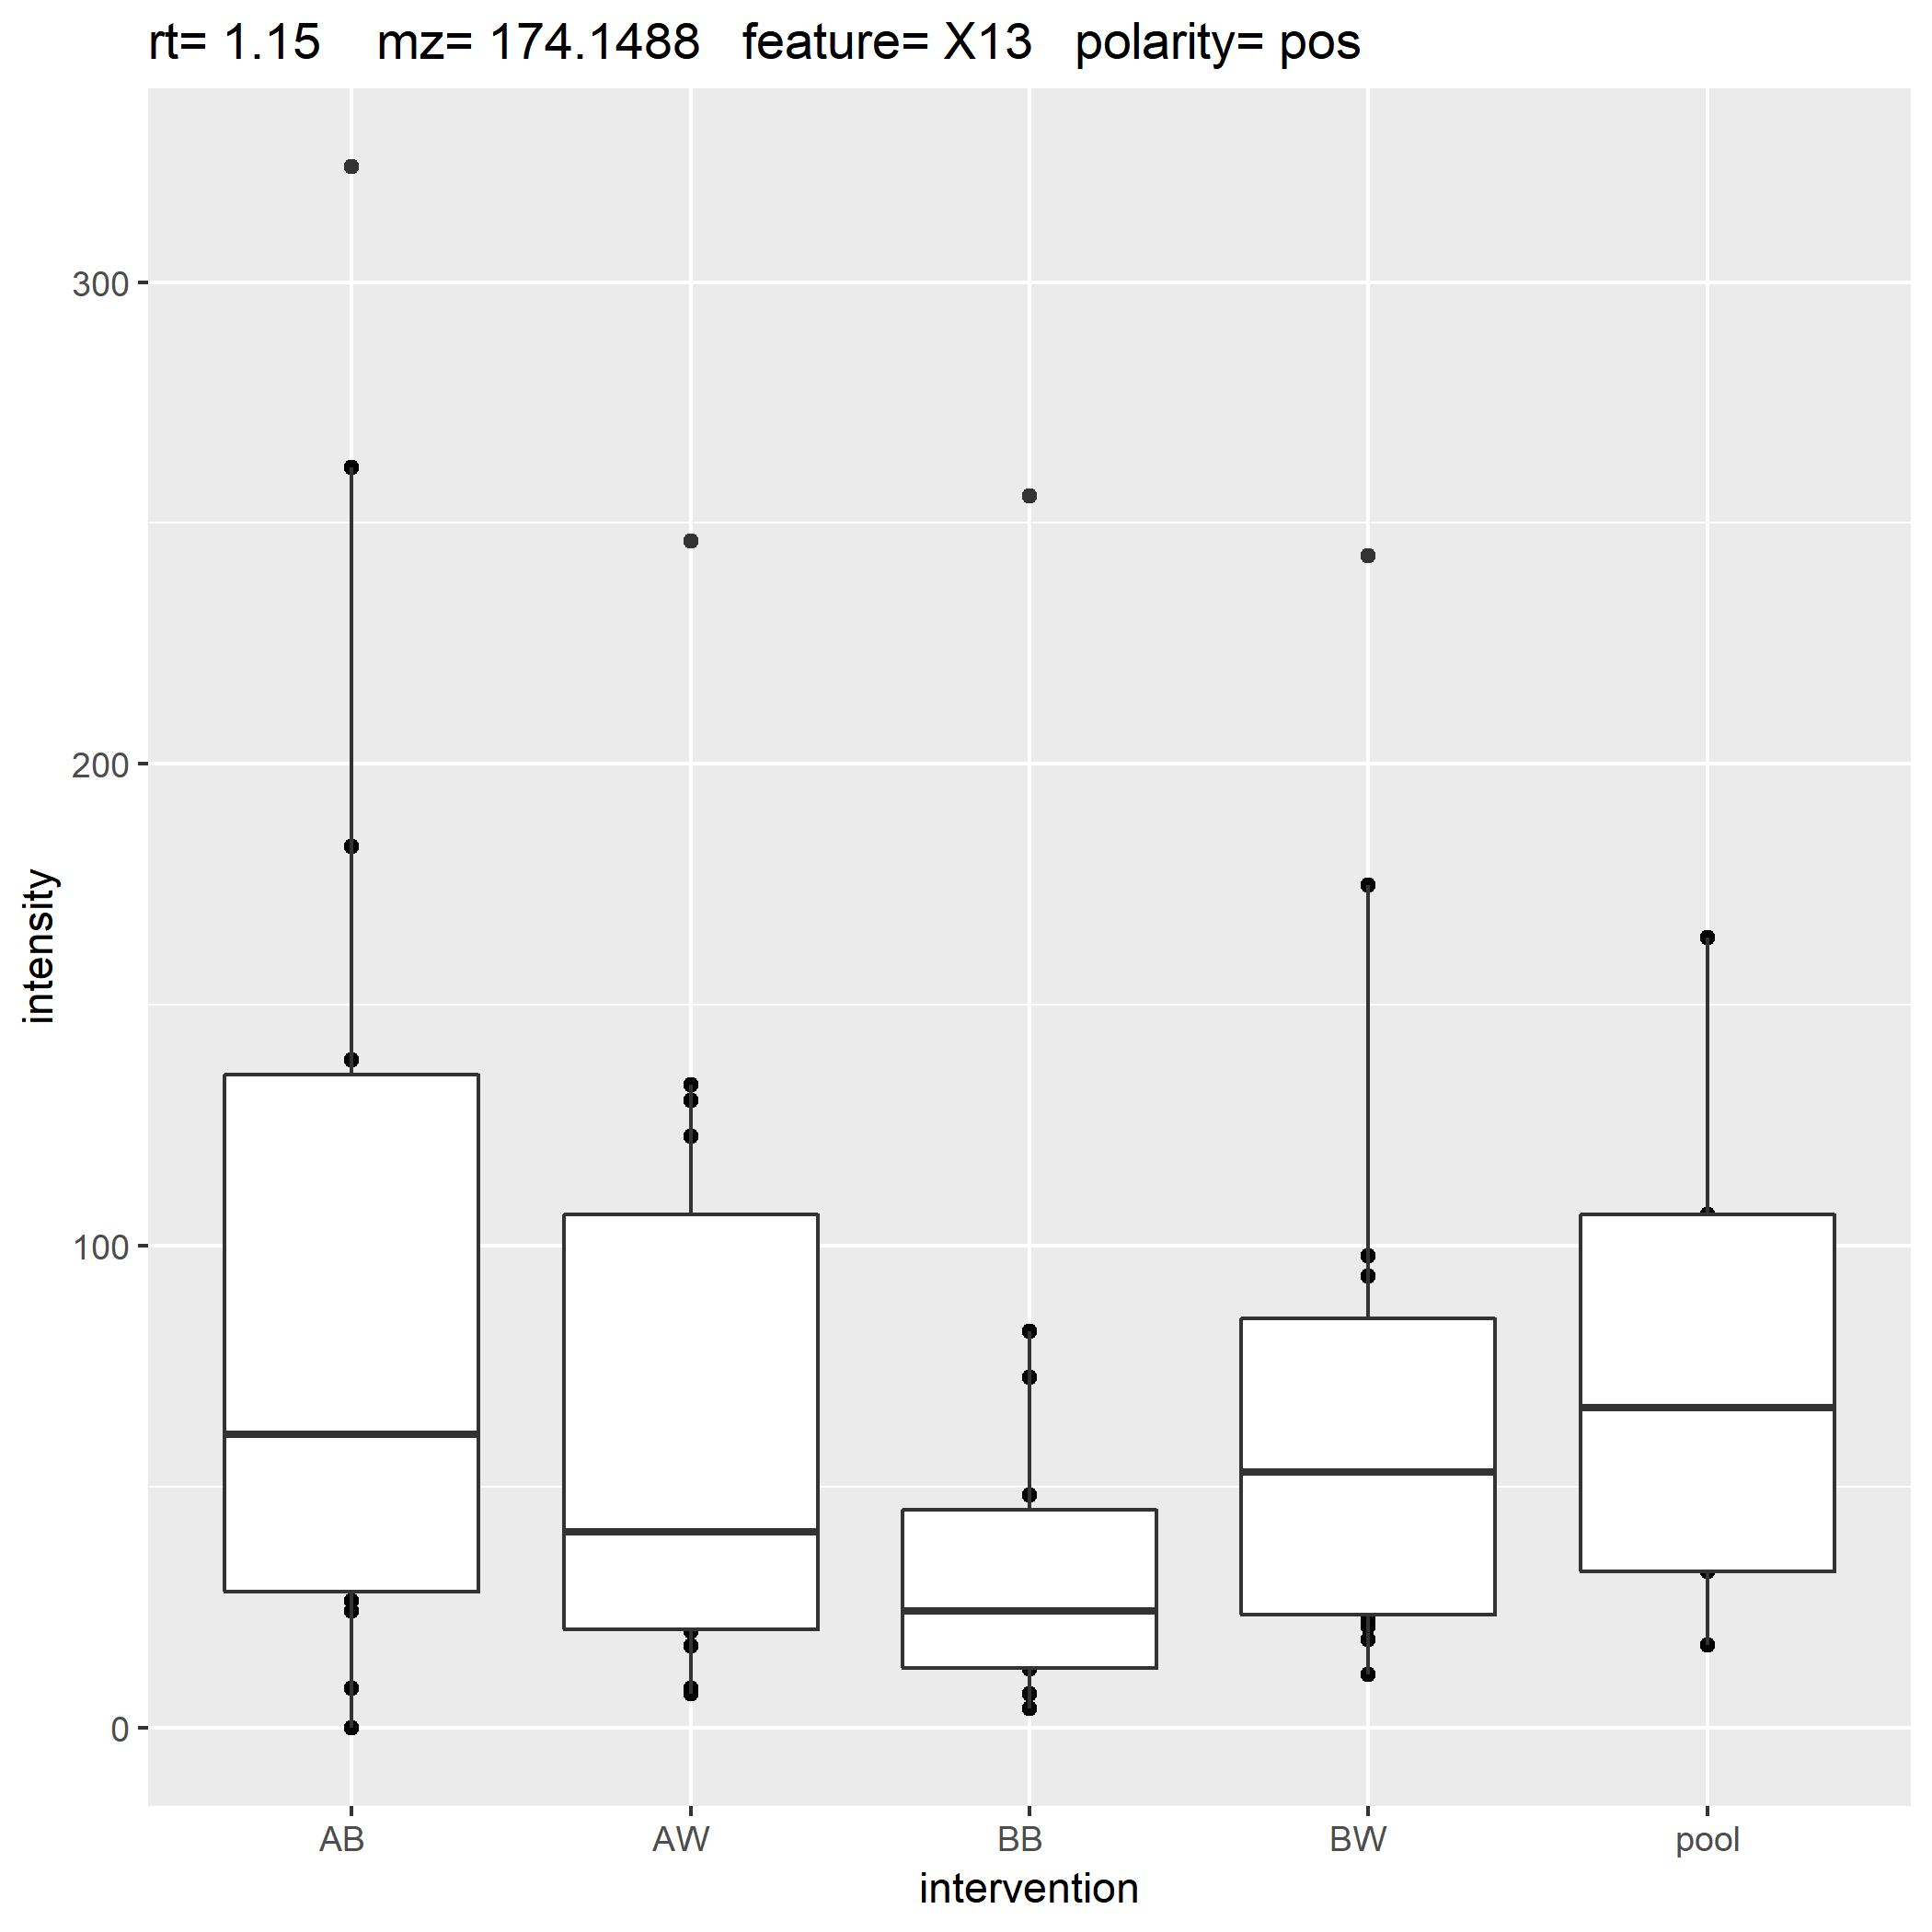 rt= 1.15 mz= 174.1488 feature= X13 polarity= pos
intensity
300
200
100
0
AB AW BB BW pool
intervention